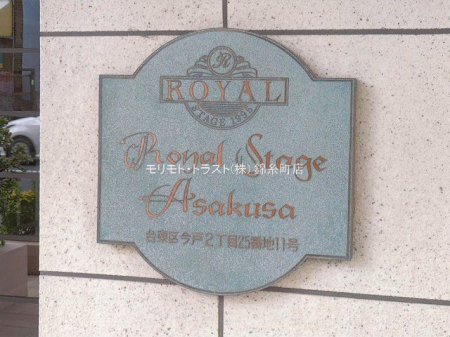 R
ROYAL
STAGE 1992
Royal Stage
モリモト・トラスト(株) 錦糸町店
Asakusa
台東区今戸2丁目25番地11号